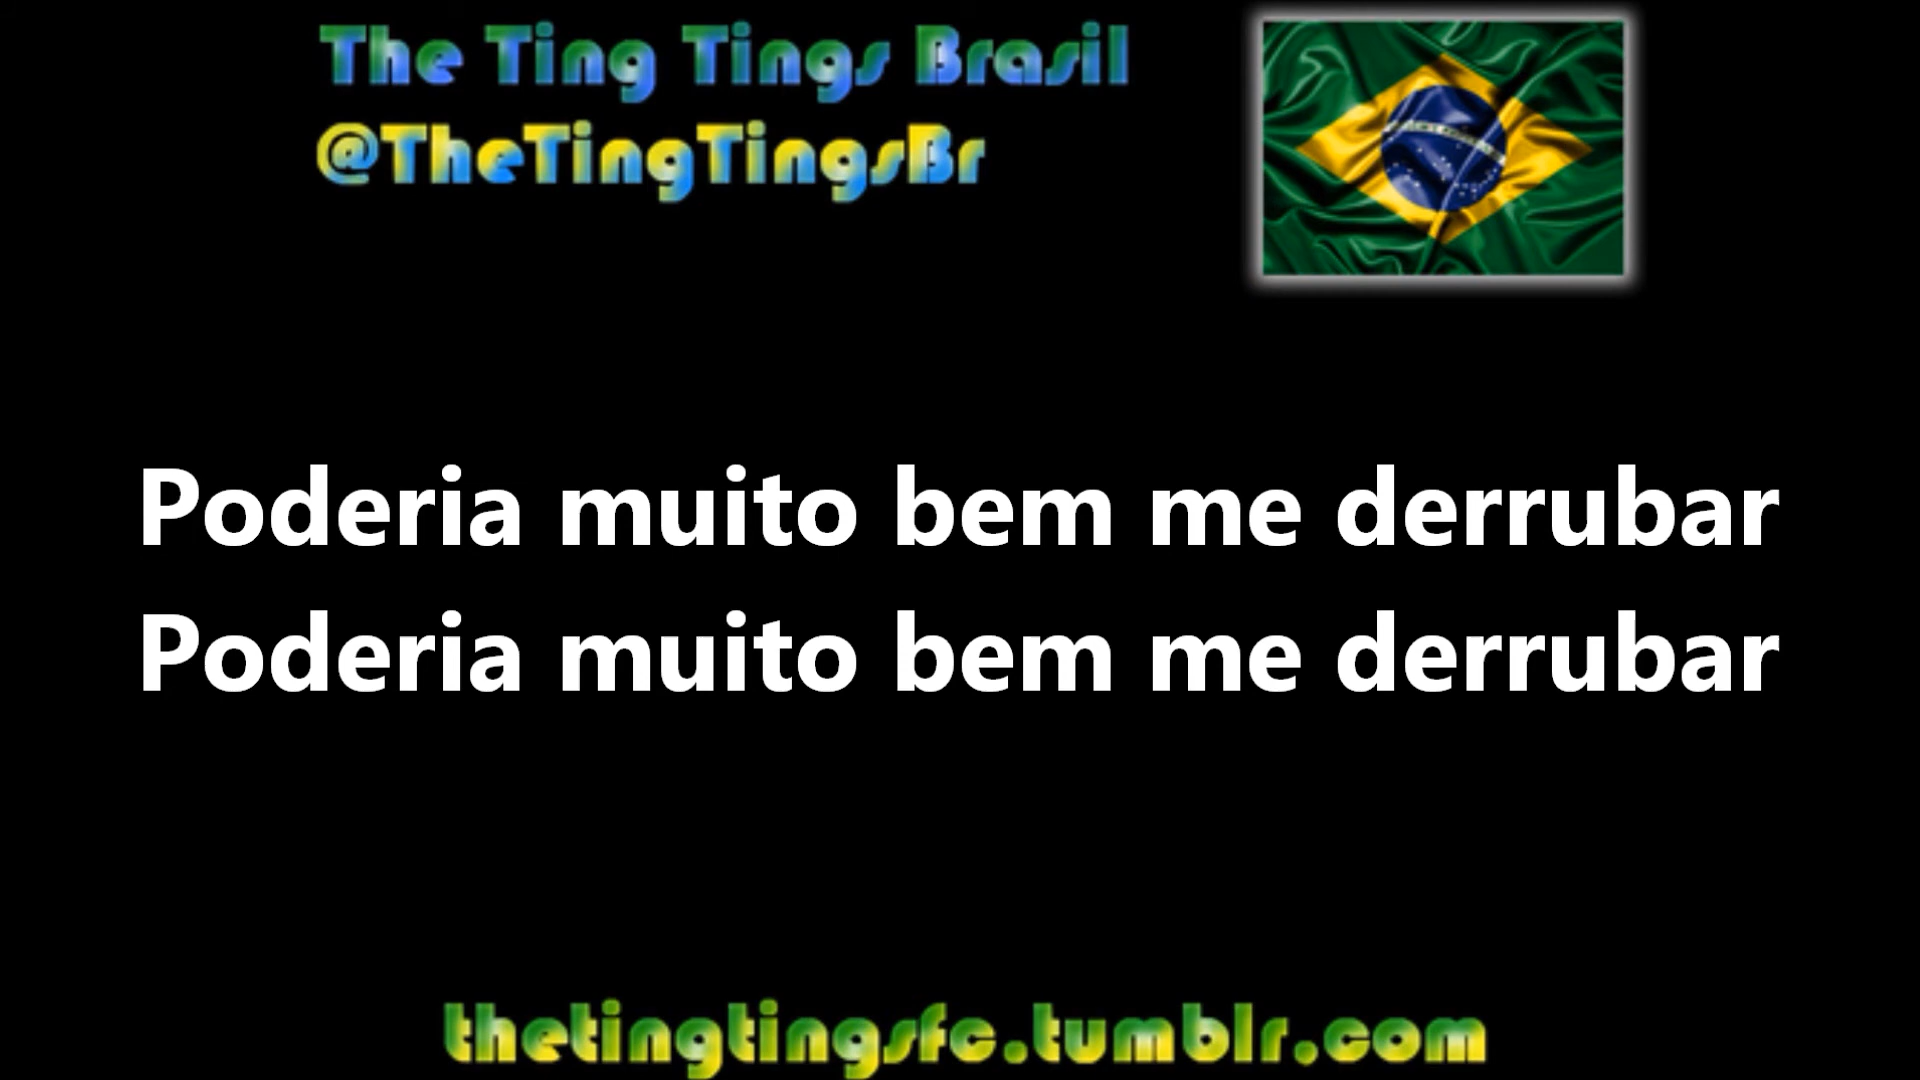 The Ting Tings Brasil
@TheTingTingsBr
Poderia muito bem me derrubar
Poderia muito bem me derrubar
thetingtingsfc.tumblr.com